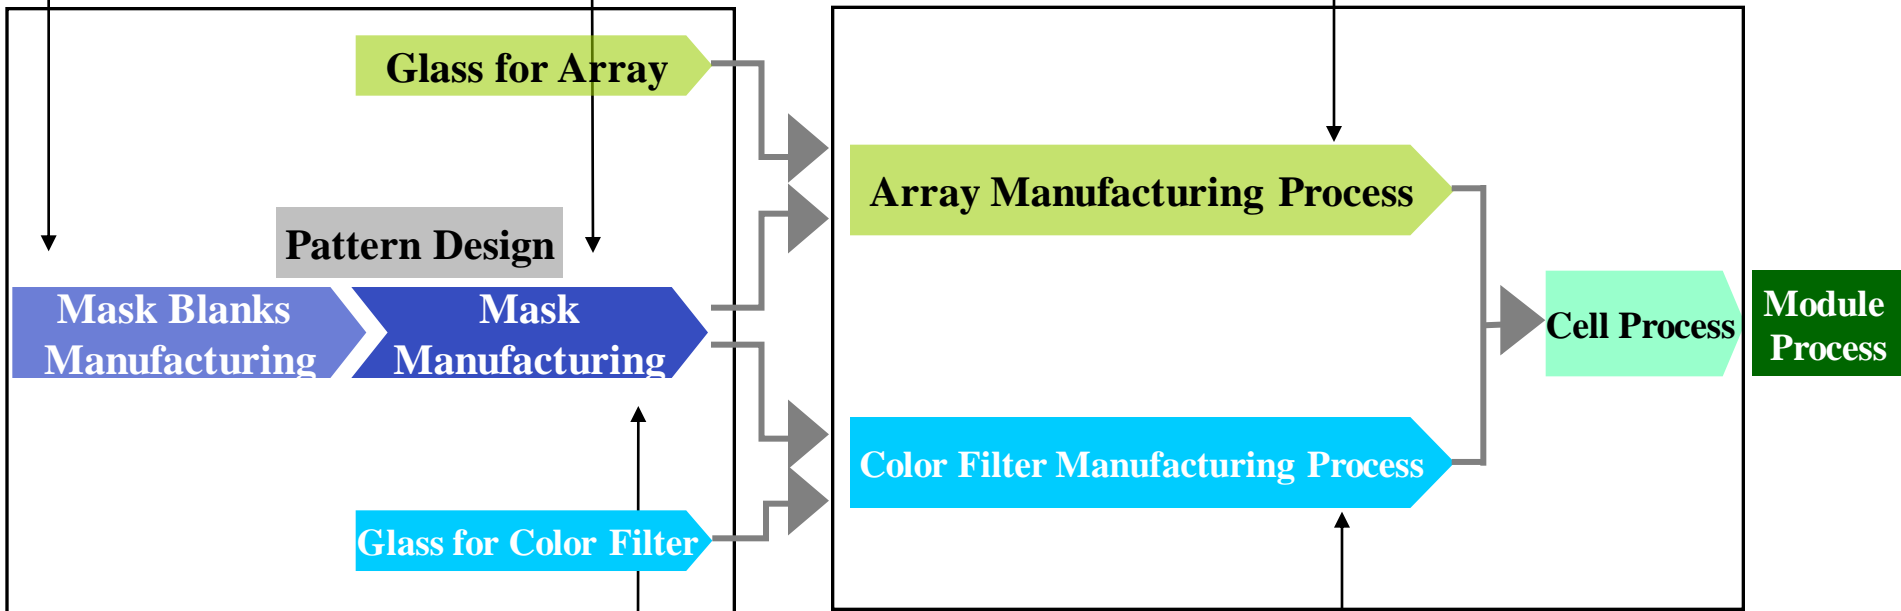 Glass for Array
Array Manufacturing Process
Pattern Design
Mask Blanks
Manufacturing
Mask
Manufacturing
Cell Process
Module
Process
Color Filter Manufacturing Process
Glass for Color Filter